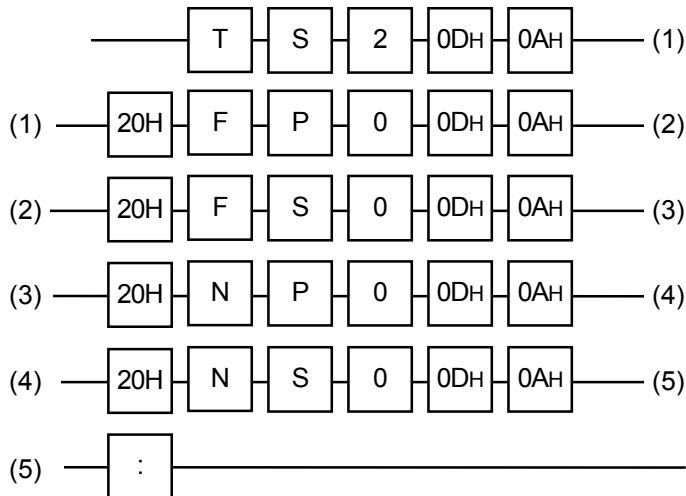 T S 2 0DH 0AH (1)
(1) 20H F P 0 0DH 0AH (2)
(2) 20H F S 0 0DH 0AH (3)
(3) 20H N P 0 0DH 0AH (4)
(4) 20H N S 0 0DH 0AH (5)
(5) :